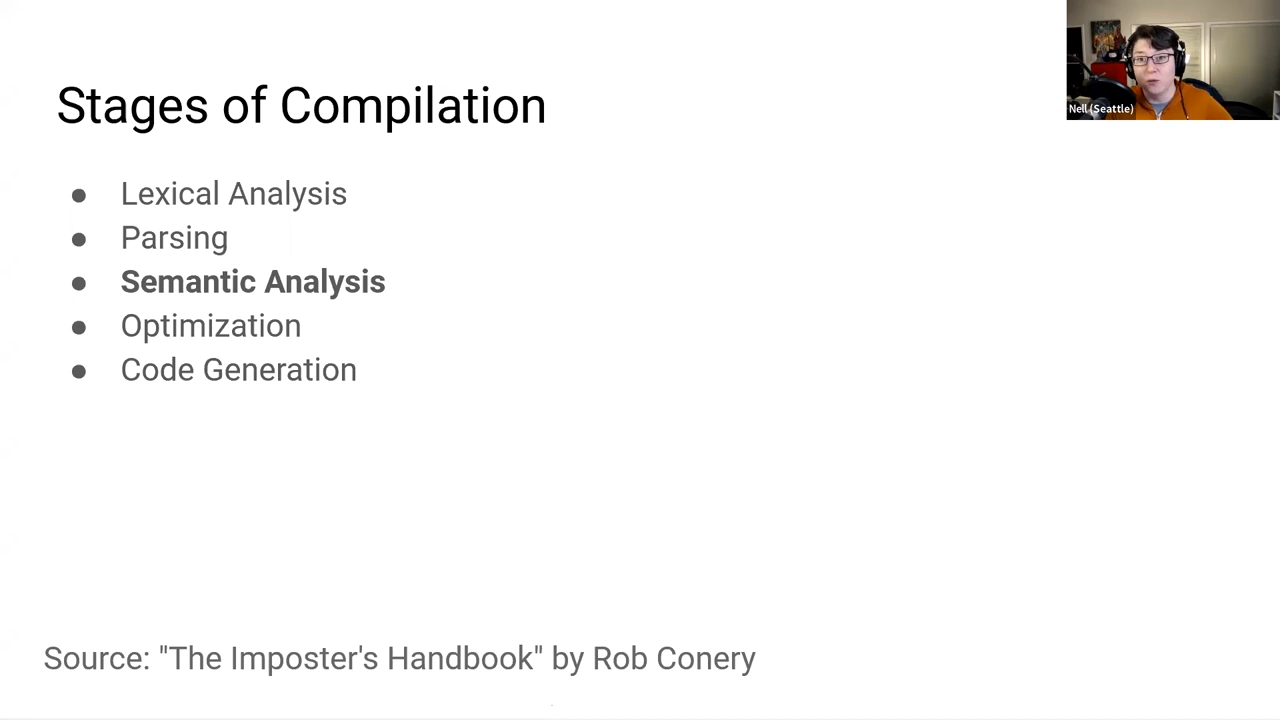 Stages of Compilation
Nell (Seattle)
● Lexical Analysis
● Parsing
● Semantic Analysis
● Optimization
● Code Generation
Source: "The Imposter's Handbook" by Rob Conery